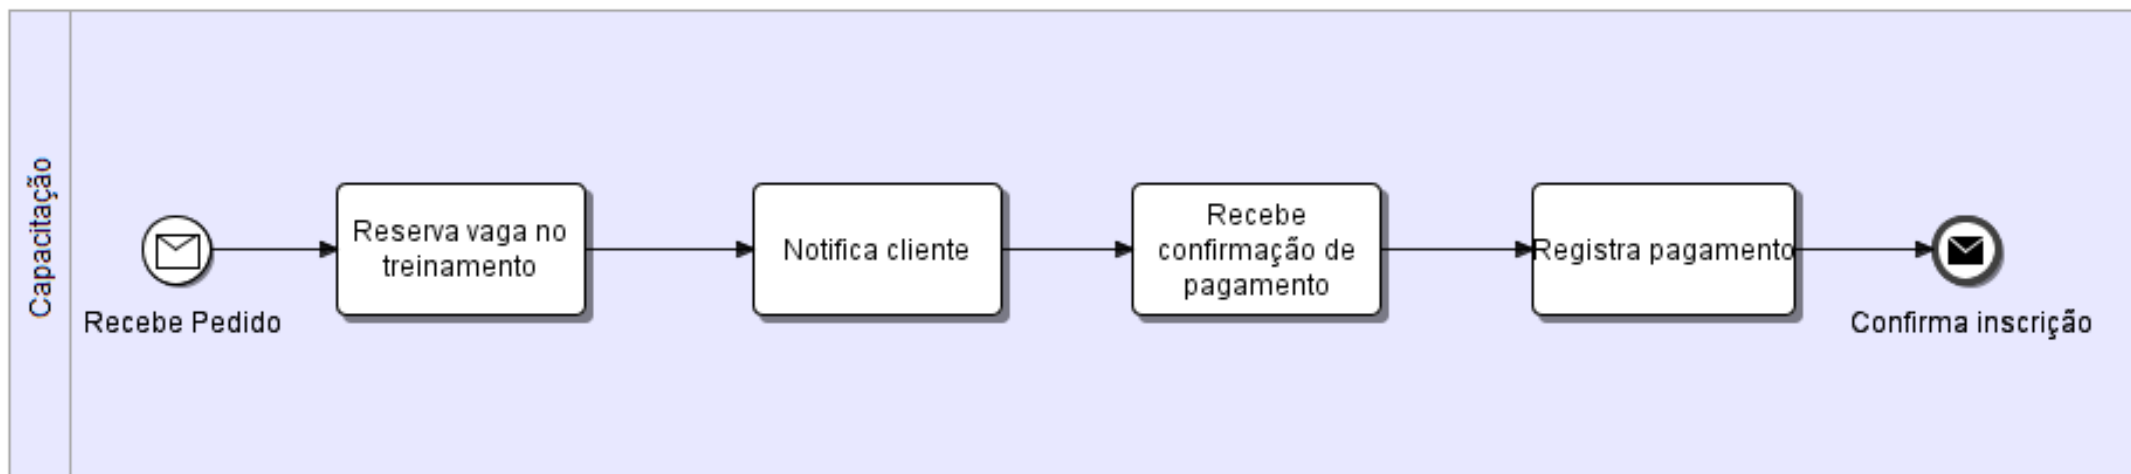 Capacitação
Recebe Pedido
Reserva vaga no
treinamento
Notifica cliente
Recebe
confirmação de
pagamento
Registra pagamento
Confirma inscrição